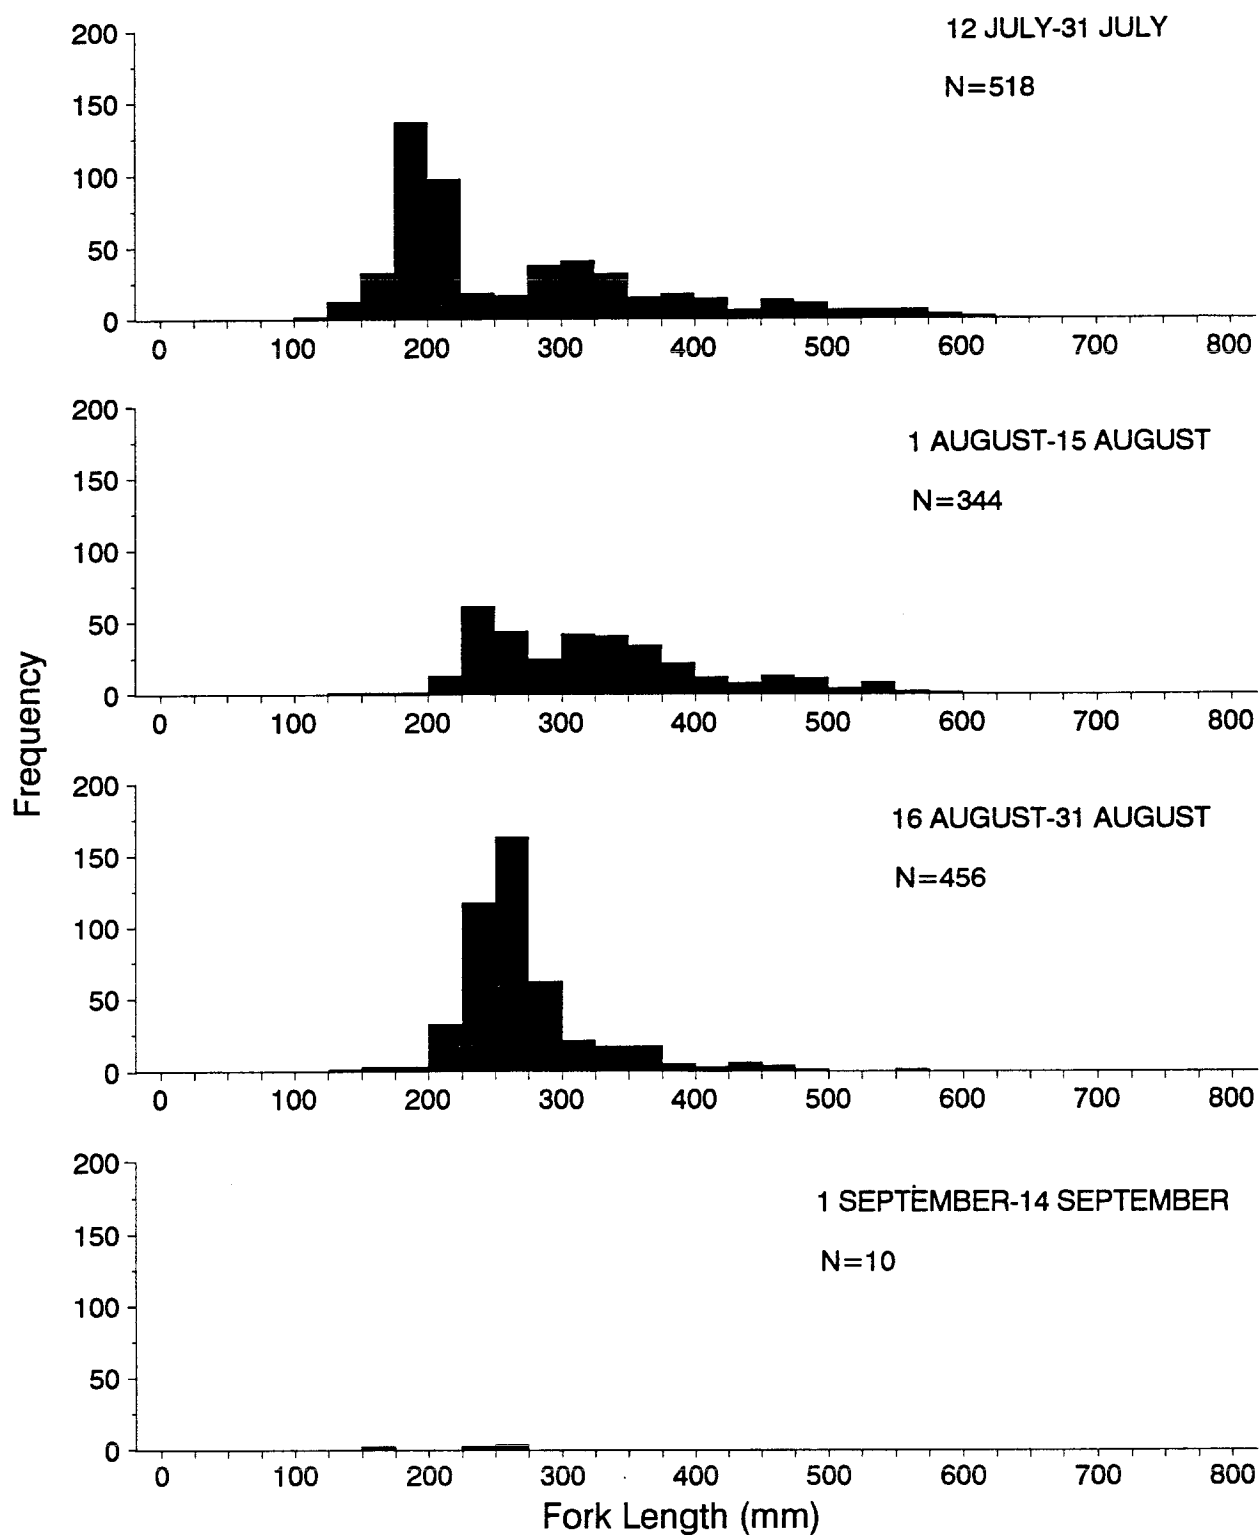 12 JULY-31 JULY
N=518
200
150
100
50
0
0 100 200 300 400 500 600 700 800
1 AUGUST-15 AUGUST
N=344
200
150
100
50
0
0 100 200 300 400 500 600 700 800
Frequency
16 AUGUST-31 AUGUST
N=456
200
150
100
50
0
0 100 200 300 400 500 600 700 800
1 SEPTEMBER-14 SEPTEMBER
N=10
200
150
100
50
0
0 100 200 300 400 500 600 700 800
Fork Length (mm)